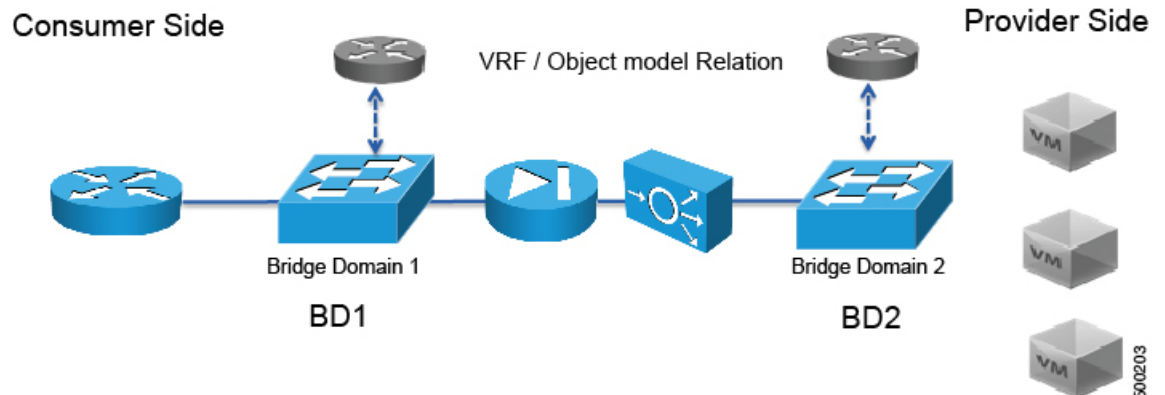 Consumer Side
Provider Side
VRF / Object model Relation
VM
Bridge Domain 1
Bridge Domain 2
VM
BD1
BD2
VM
500203